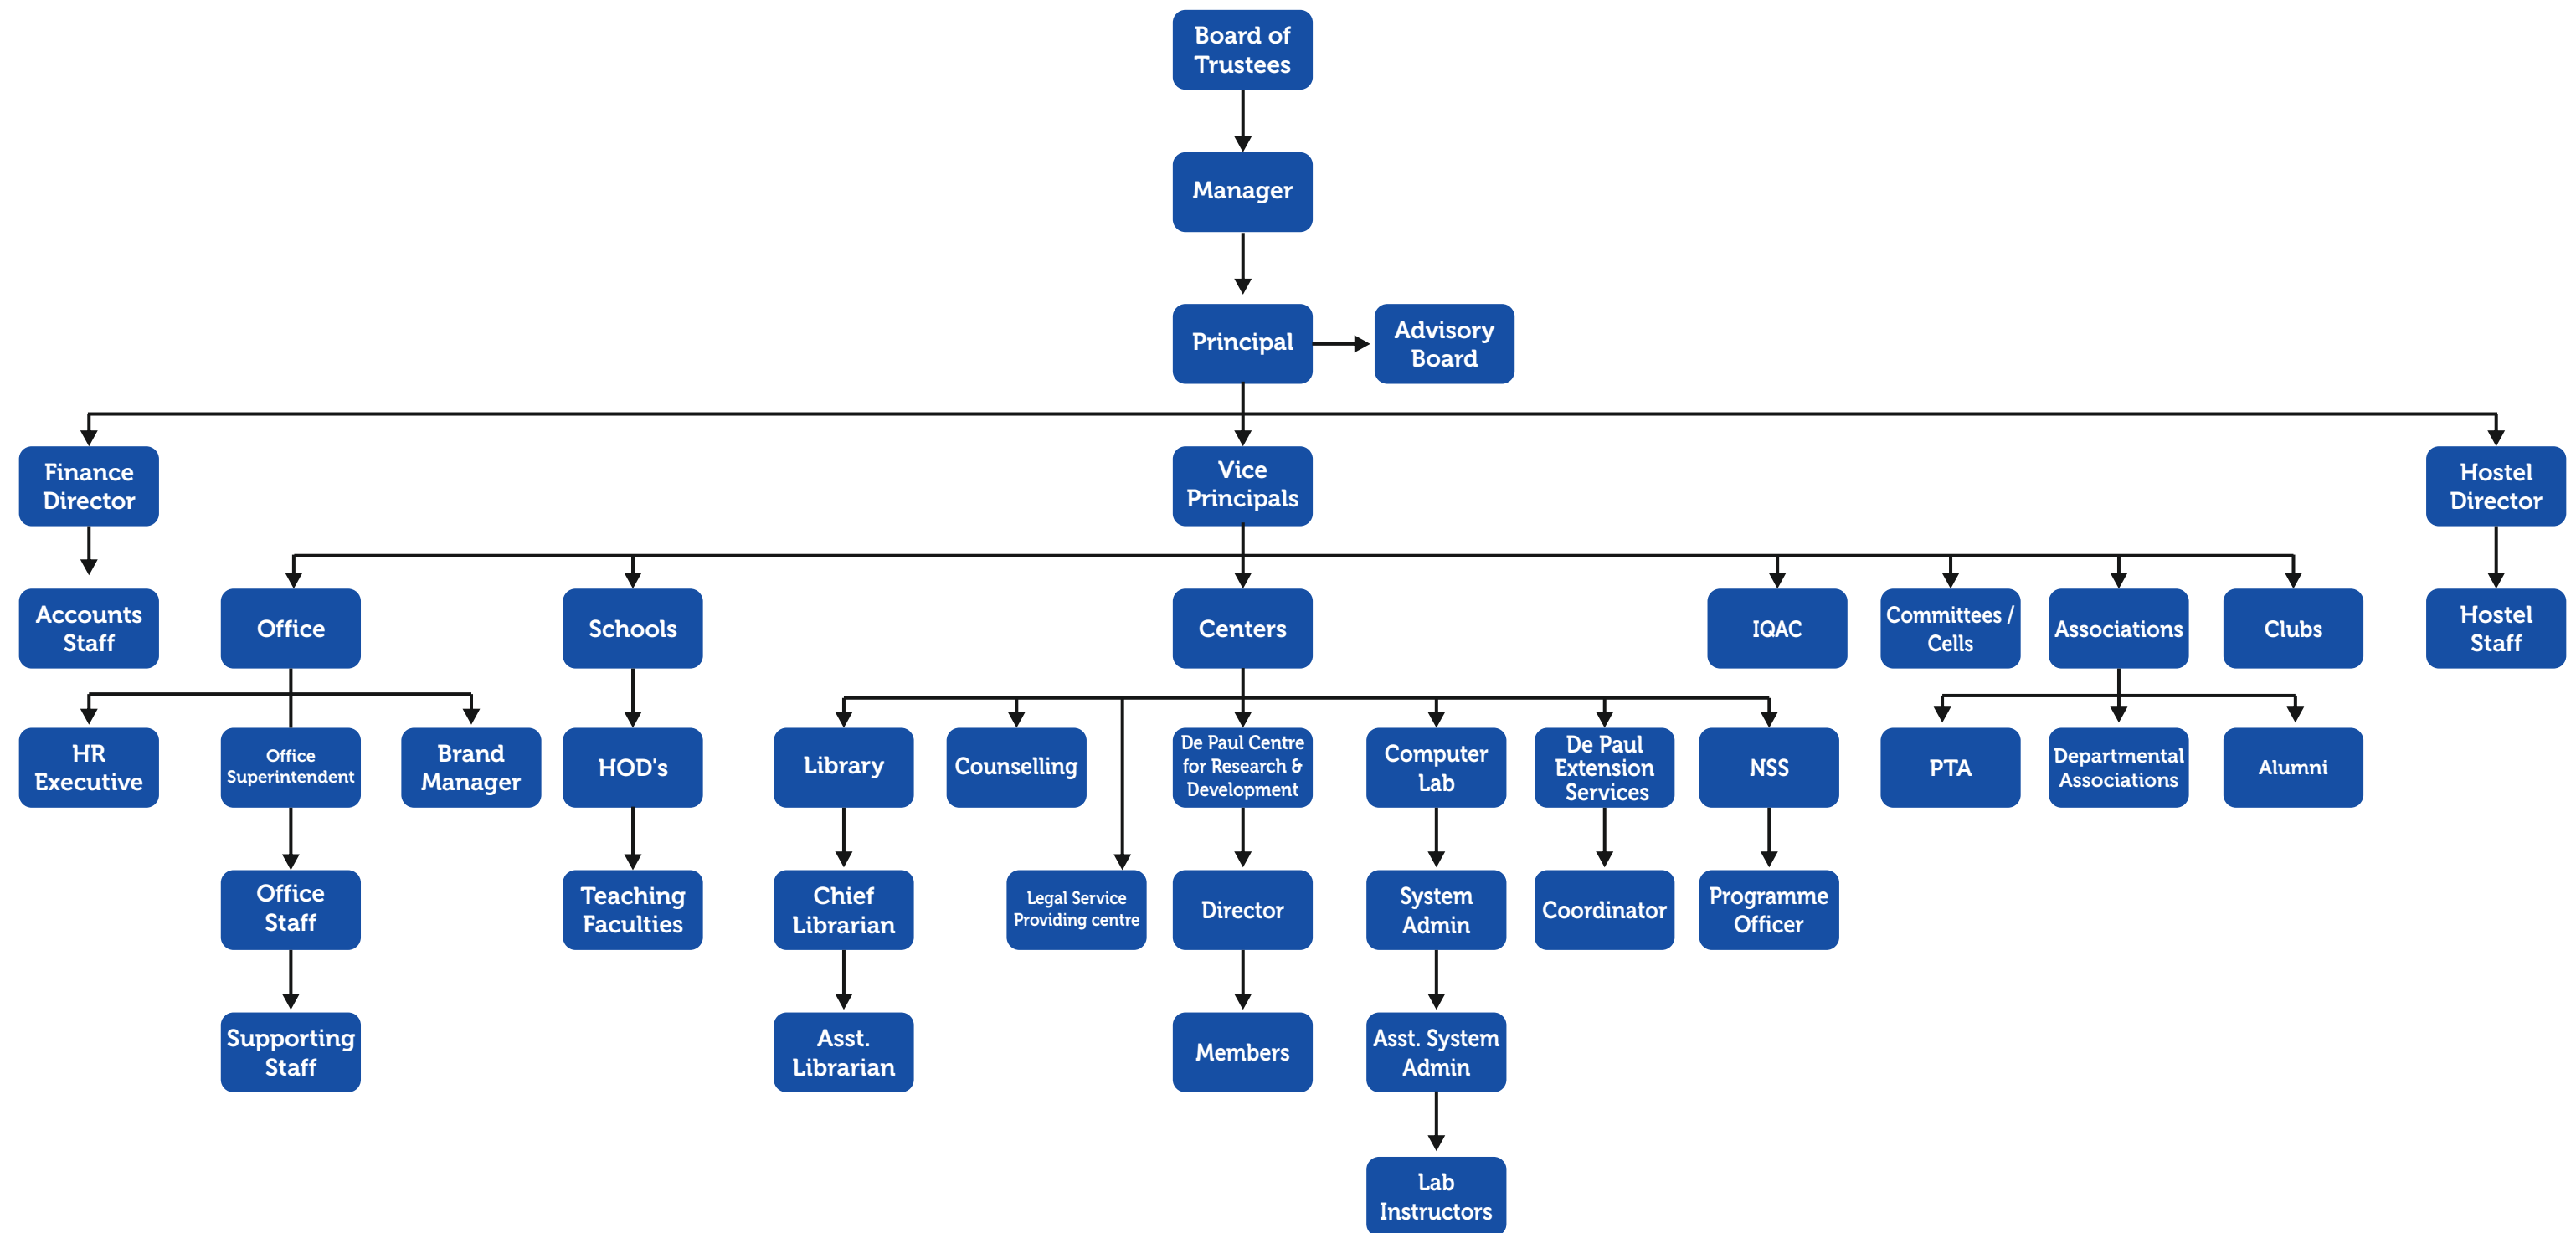 Board of
Trustees
Manager
Principal
Advisory
Board
Finance
Director
Vice
Principals
Hostel
Director
Accounts
Staff
Office
Schools
Centers
IQAC
Committees /
Cells
Associations
Clubs
Hostel
Staff
HR
Executive
Office
Superintendent
Brand
Manager
HOD's
Library
Counselling
De Paul Centre
for Research &
Development
Computer
Lab
De Paul
Extension
Services
NSS
PTA
Departmental
Associations
Alumni
Office
Staff
Teaching
Faculties
Chief
Librarian
Legal Service
Providing centre
Director
System
Admin
Coordinator
Programme
Officer
Supporting
Staff
Asst.
Librarian
Members
Asst. System
Admin
Lab
Instructors